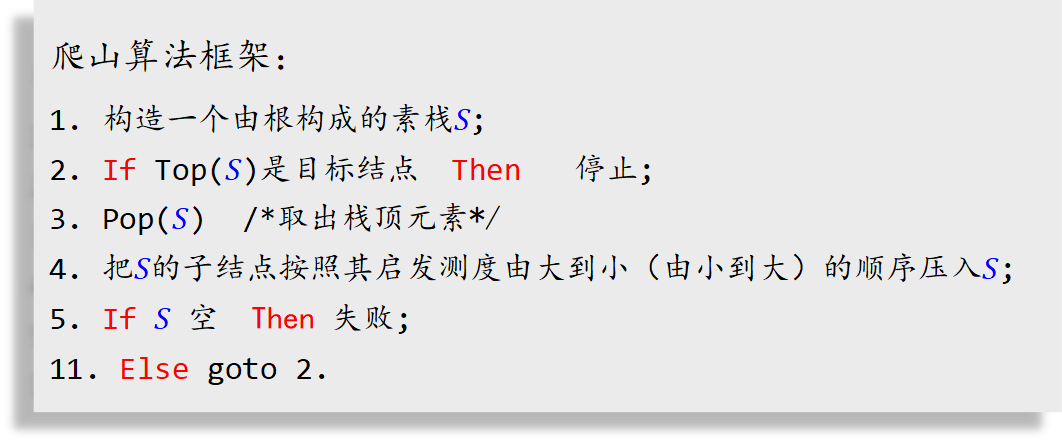 爬山算法框架：
1. 构造一个由根构成的素栈S;
2. If Top(S)是目标结点 Then 停止;
3. Pop(S) /*取出栈顶元素*/
4. 把S的子结点按照其启发测度由大到小（由小到大）的顺序压入S;
5. If S 空 Then 失败;
11. Else goto 2.